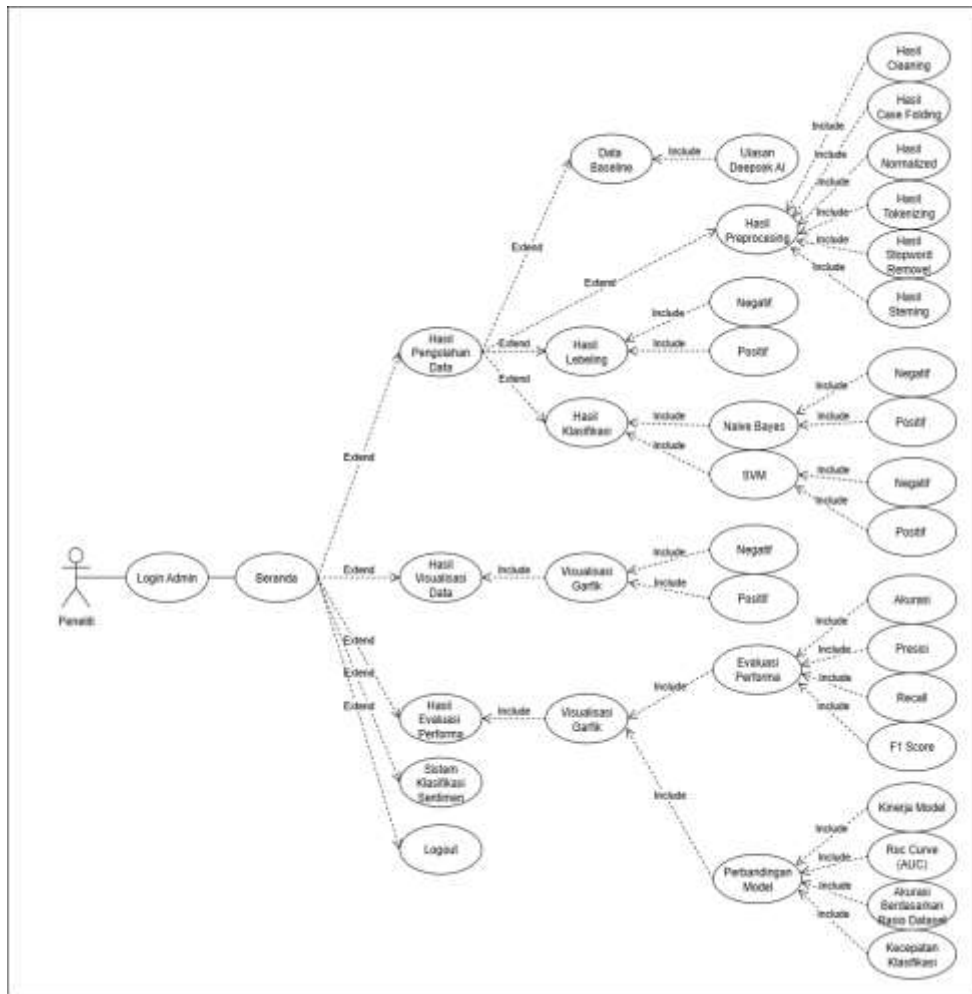 Hasil
Cleaning
Hasil
Case Folding
Include
Hasil
Normalized
Include
Data
Baseline
Include
Ulasan
Deepsek AI
Include
Hasil
Tokenizing
Include
Hasil
Preprocesing
Include
Hasil
Stopword
Removel
Include
Hasil
Steming
Extend
Extend
Negatif
Include
Hasil
Pengolahan
Data
Extend
Hasil
Lebeling
Include
Positif
Extend
Negatif
Include
Hasil
Klasifikasi
Include
Naive Bayes
Include
Positif
Include
SVM
Include
Negatif
Include
Positif
Extend
Negatif
Include
Peneliti
Login Admin
Beranda
Extend
Hasil
Visualisasi
Data
Include
Visualisasi
Garfik
Include
Positif
Akurasi
Include
Presisi
Include
Evaluasi
Performa
Include
Recall
Include
F1 Score
Include
Extend
Extend
Extend
Hasil
Evaluasi
Performa
Include
Visualisasi
Garfik
Sistem
Klasifikasi
Sentimen
Logout
Include
Kinerja Model
Include
Roc Curve
(AUC)
Include
Perbandingan
Model
Include
Akurasi
Berdasarkan
Rasio Dataset
Include
Kecepatan
Klasifikasi